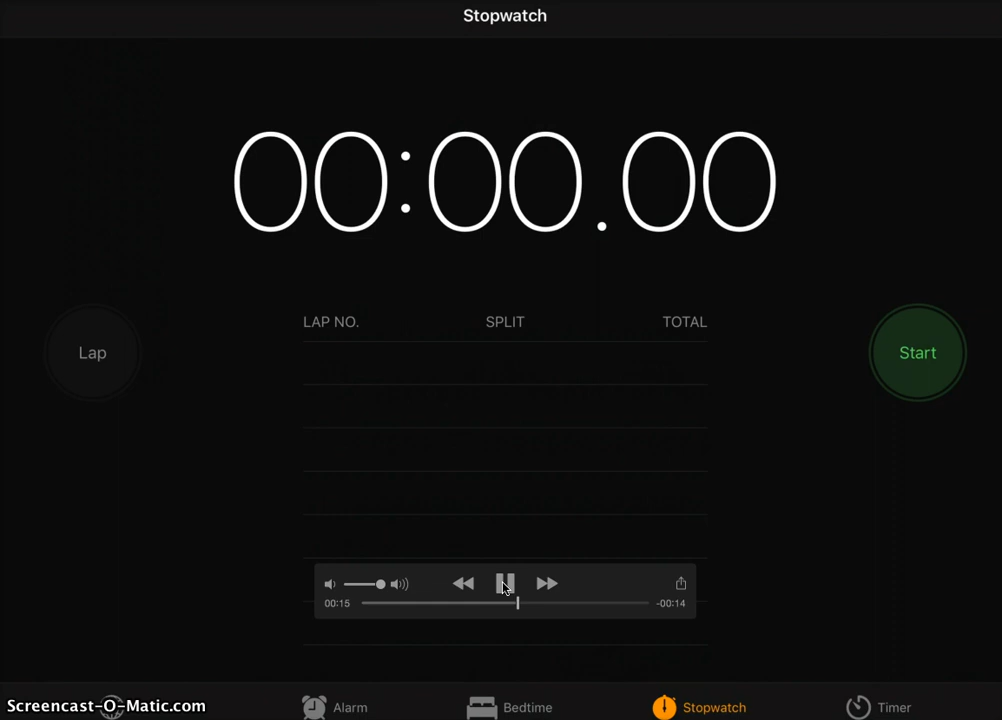 Stopwatch
00:00.00
LAP NO. SPLIT TOTAL
Lap
Start
00:15 -00:14
Screencast-O-Matic.com
Alarm Bedtime Stopwatch Timer